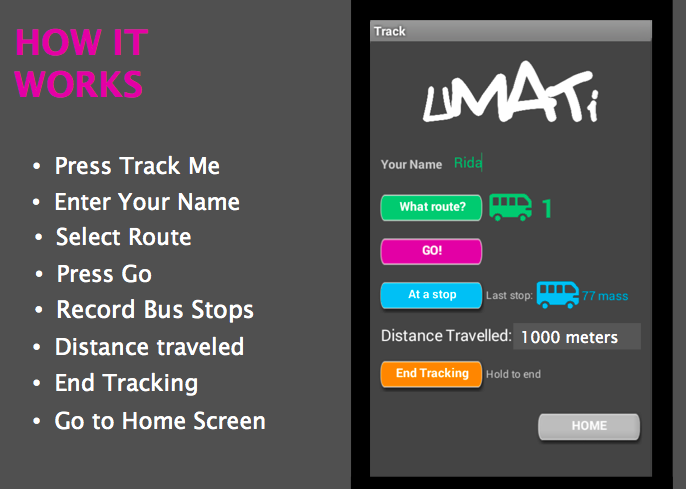 HOW IT
WORKS
• Press Track Me
• Enter Your Name
• Select Route
• Press Go
• Record Bus Stops
• Distance traveled
• End Tracking
• Go to Home Screen
Track
UMATi
Your Name Rida
What route? 1
GO!
At a stop Last stop: 77 mass
Distance Travelled: 1000 meters
End Tracking Hold to end
HOME